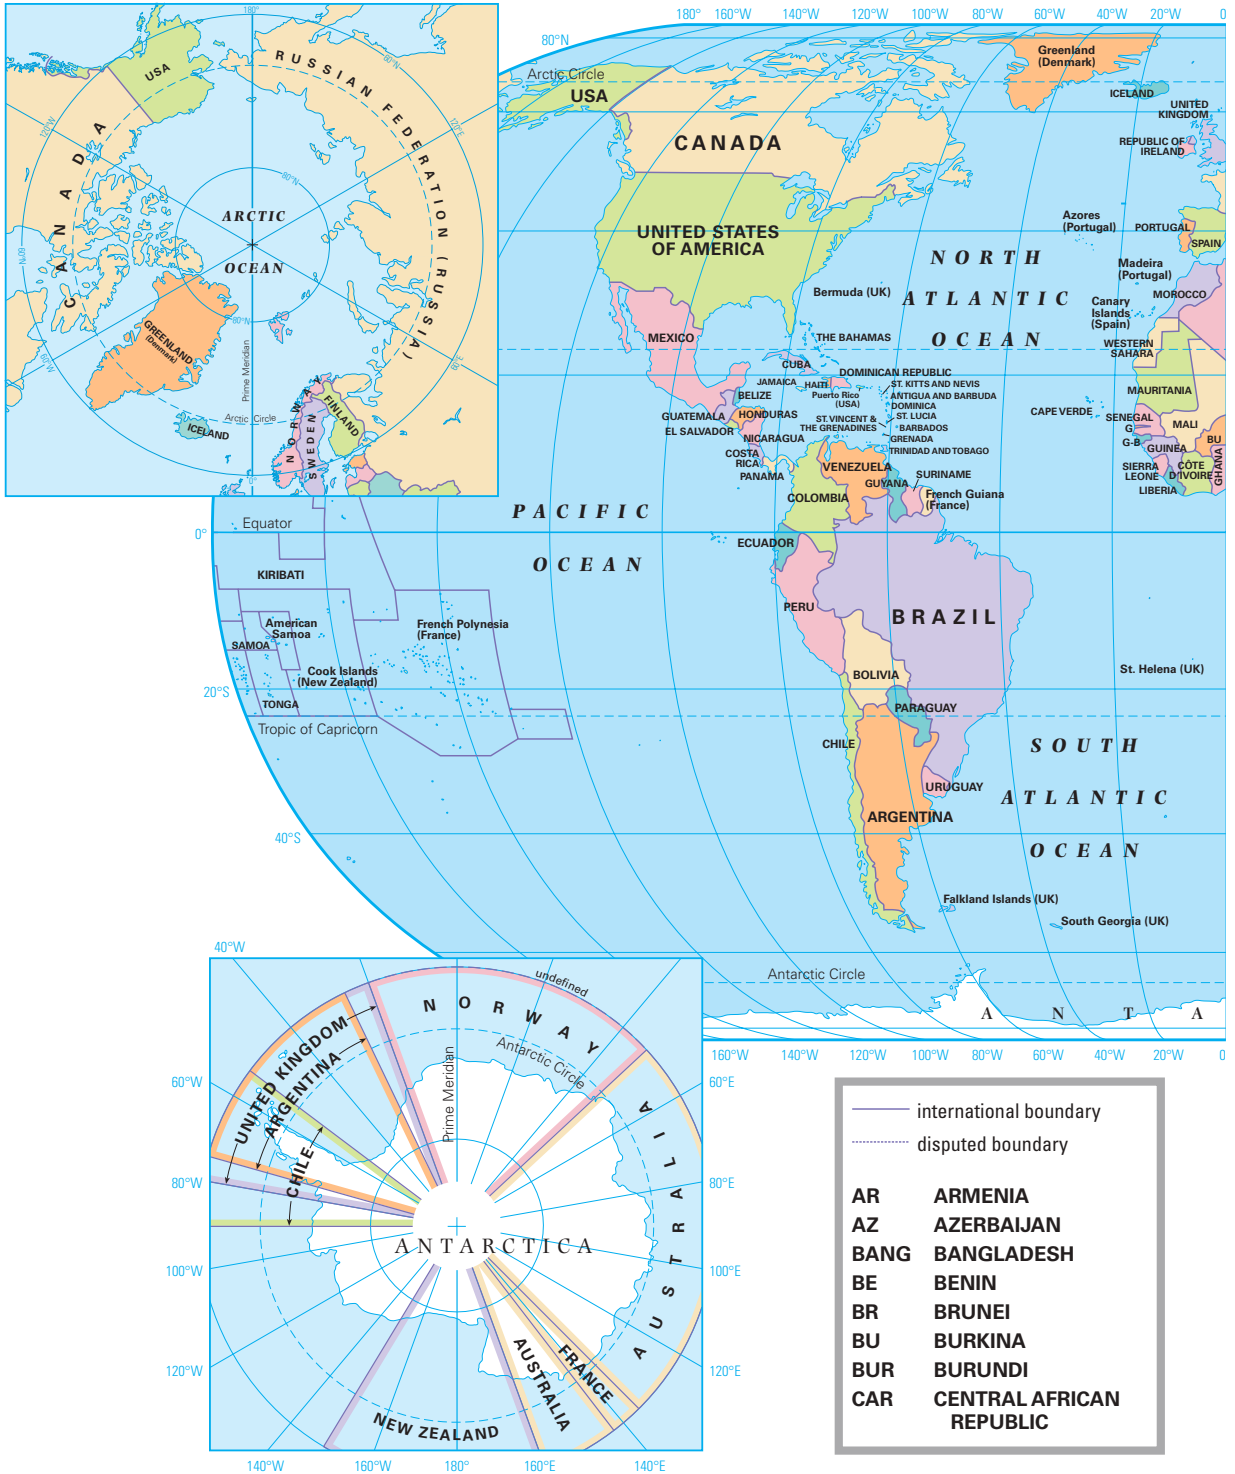 180°
USA
RUSSIAN FEDERATION (RUSSIA)
60°N
120°W
120°E
CANADA
80°N
ARCTIC
OCEAN
60°N
80°N
GREENLAND
(Denmark)
Prime Meridian
60°W
60°E
Arctic Circle
ICELAND
NORWAY
SWEDEN
FINLAND
0°
180°
160°W
140°W
120°W
100°W
80°W
60°W
40°W
20°W
0
80°N
Arctic Circle
USA
Greenland
(Denmark)
ICELAND
UNITED
KINGDOM
REPUBLIC OF
IRELAND
CANADA
UNITED STATES
OF AMERICA
Azores
(Portugal)
PORTUGAL
SPAIN
Madeira
(Portugal)
MOROCCO
Canary
Islands
(Spain)
WESTERN
SAHARA
NORTH
ATLANTIC
OCEAN
Bermuda (UK)
MEXICO
THE BAHAMAS
CUBA
DOMINICAN REPUBLIC
JAMAICA
HAITI
Puerto Rico
(USA)
ST. KITTS AND NEVIS
ANTIGUA AND BARBUDA
DOMINICA
ST. LUCIA
ST. VINCENT &
THE GRENADINES
BARBADOS
GRENADA
TRINIDAD AND TOBAGO
BELIZE
GUATEMALA
HONDURAS
EL SALVADOR
NICARAGUA
COSTA
RICA
PANAMA
MAURITANIA
CAPE VERDE
SENEGAL
G
G-B
MALI
GUINEA
BU
SIERRA
LEONE
CÔTE
D'IVOIRE
GHANA
LIBERIA
VENEZUELA
GUYANA
SURINAME
French Guiana
(France)
COLOMBIA
PACIFIC
OCEAN
Equator
0°
ECUADOR
KIRIBATI
PERU
BRAZIL
American
Samoa
SAMOA
French Polynesia
(France)
Cook Islands
(New Zealand)
TONGA
BOLIVIA
St. Helena (UK)
20°S
PARAGUAY
Tropic of Capricorn
CHILE
SOUTH
ATLANTIC
OCEAN
URUGUAY
ARGENTINA
40°S
Falkland Islands (UK)
South Georgia (UK)
Antarctic Circle
A N T A
160°W
140°W
120°W
100°W
80°W
60°W
40°W
20°W
0
40°W
undefined
NORWAY
Antarctic Circle
Prime Meridian
UNITED KINGDOM
ARGENTINA
CHILE
60°W
60°E
80°W
80°E
AUSTRALIA
ANTARCTICA
100°W
100°E
120°W
120°E
FRANCE
AUSTRALIA
NEW ZEALAND
140°W
160°W
180°
160°E
140°E
international boundary
disputed boundary
AR ARMENIA
AZ AZERBAIJAN
BANG BANGLADESH
BE BENIN
BR BRUNEI
BU BURKINA
BUR BURUNDI
CAR CENTRAL AFRICAN
REPUBLIC